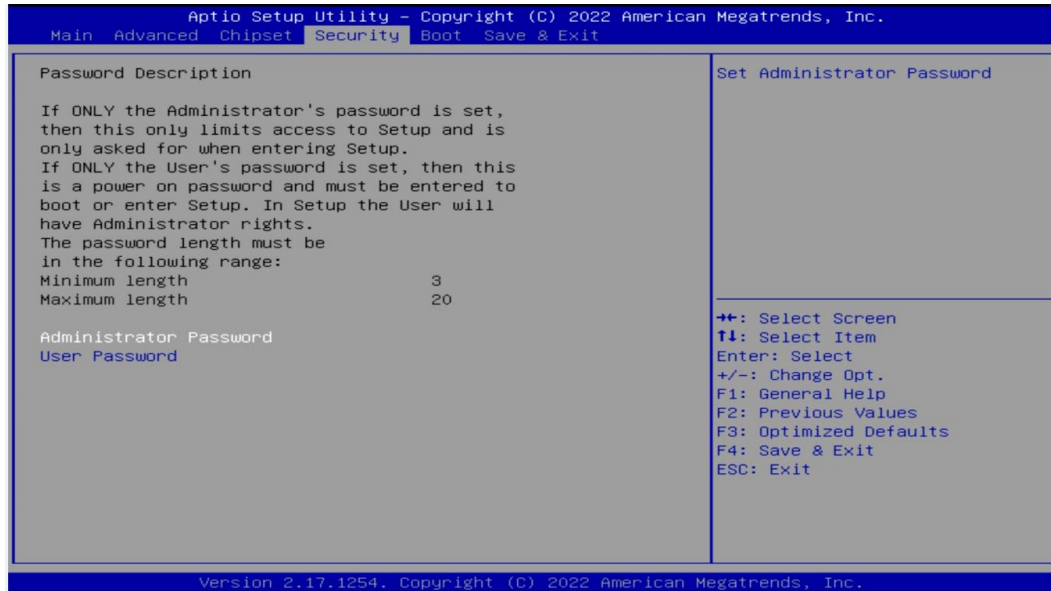 Aptio Setup Utility – Copyright (C) 2022 American Megatrends, Inc.
Main Advanced Chipset Security Boot Save & Exit
Password Description
If ONLY the Administrator's password is set,
then this only limits access to Setup and is
only asked for when entering Setup.
If ONLY the User's password is set, then this
is a power on password and must be entered to
boot or enter Setup. In Setup the User will
have Administrator rights.
The password length must be
in the following range:
Minimum length 3
Maximum length 20
Administrator Password
User Password
Set Administrator Password
→←: Select Screen
↑↓: Select Item
Enter: Select
+/-: Change Opt.
F1: General Help
F2: Previous Values
F3: Optimized Defaults
F4: Save & Exit
ESC: Exit
Version 2.17.1254. Copyright (C) 2022 American Megatrends, Inc.